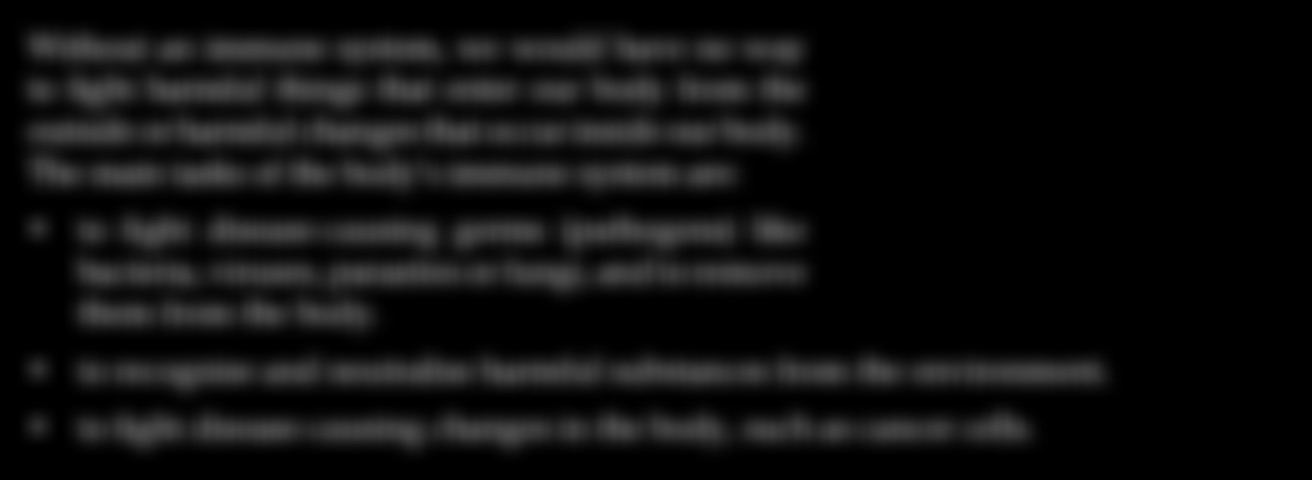 Without an immune system, we would have no way
to fight harmful things that enter our body from the
outside or harmful changes that occur inside our body.
The main tasks of the body's immune system are:
to fight disease-causing germs (pathogens) like
bacteria, viruses, parasites or fungi, and to remove
them from the body.
to recognise and neutralise harmful substances from the environment.
to fight disease-causing changes in the body, such as cancer cells.